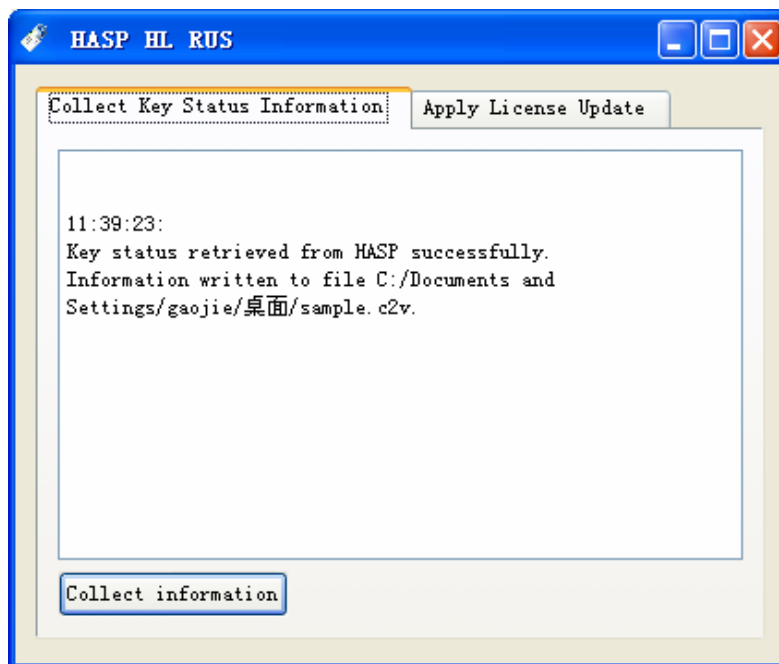 HASP HL RUS
Collect Key Status Information
Apply License Update
11:39:23:
Key status retrieved from HASP successfully.
Information written to file C:/Documents and
Settings/gaojie/桌面/sample.c2v.
Collect information